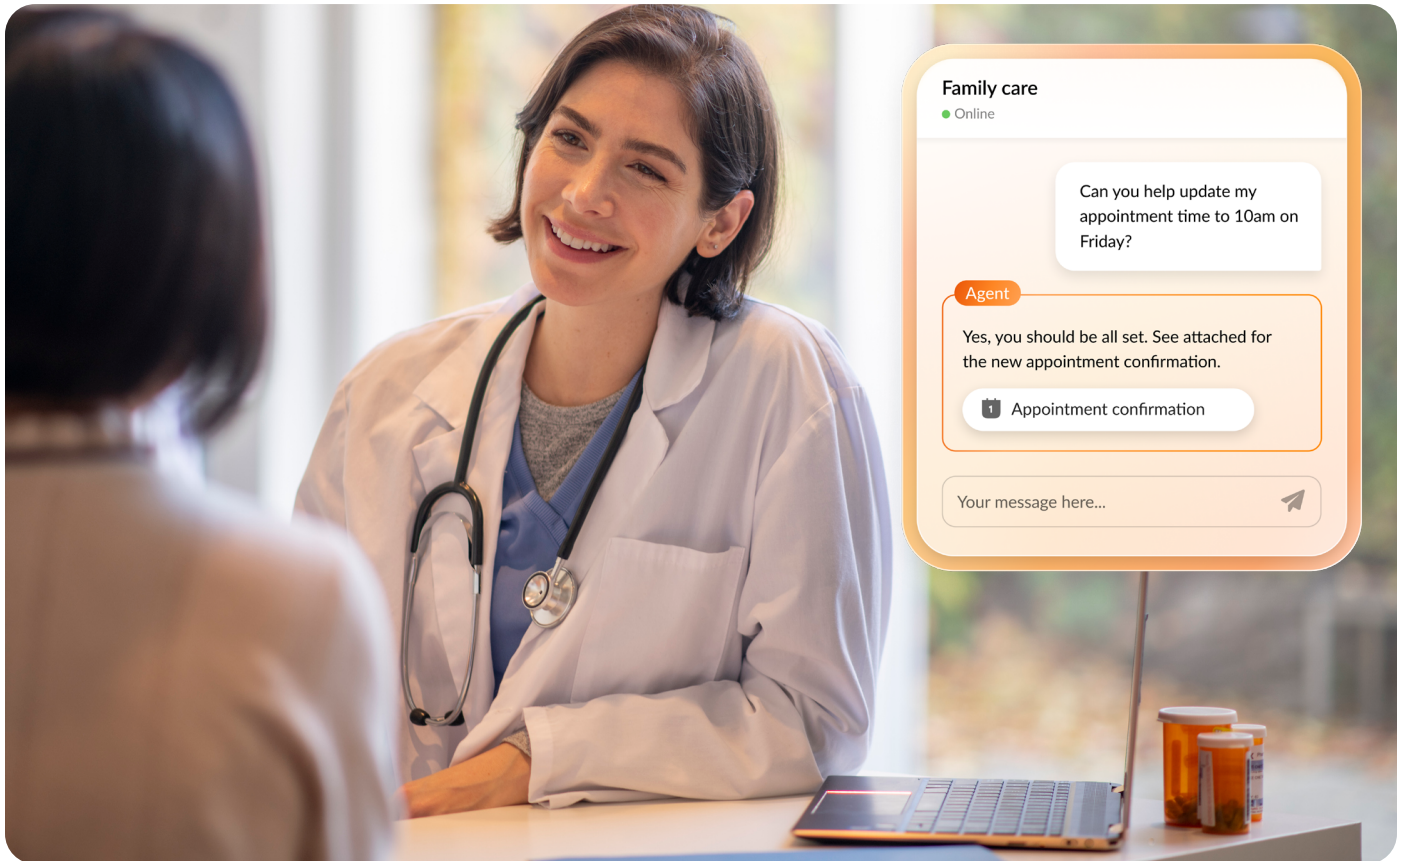 Family care
Online
Can you help update my
appointment time to 10am on
Friday?
Agent
Yes, you should be all set. See attached for
the new appointment confirmation.
1
Appointment confirmation
Your message here...